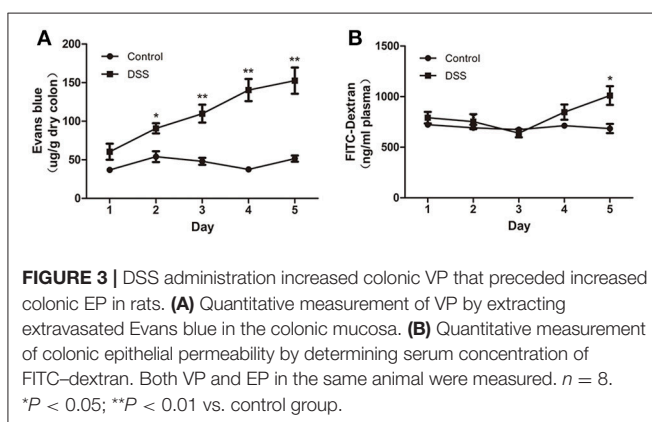 A
B
200
150
100
50
0
Evans blue
(ug/g dry colon)
Control
DSS
*
**
**
**
1 2 3 4 5
Day
1500
1000
500
0
FITC-Dextran
(ng/ml plasma)
Control
DSS
*
1 2 3 4 5
Day
FIGURE 3 | DSS administration increased colonic VP that preceded increased
colonic EP in rats. (A) Quantitative measurement of VP by extracting
extravasated Evans blue in the colonic mucosa. (B) Quantitative measurement
of colonic epithelial permeability by determining serum concentration of
FITC–dextran. Both VP and EP in the same animal were measured. n = 8.
*P < 0.05; **P < 0.01 vs. control group.